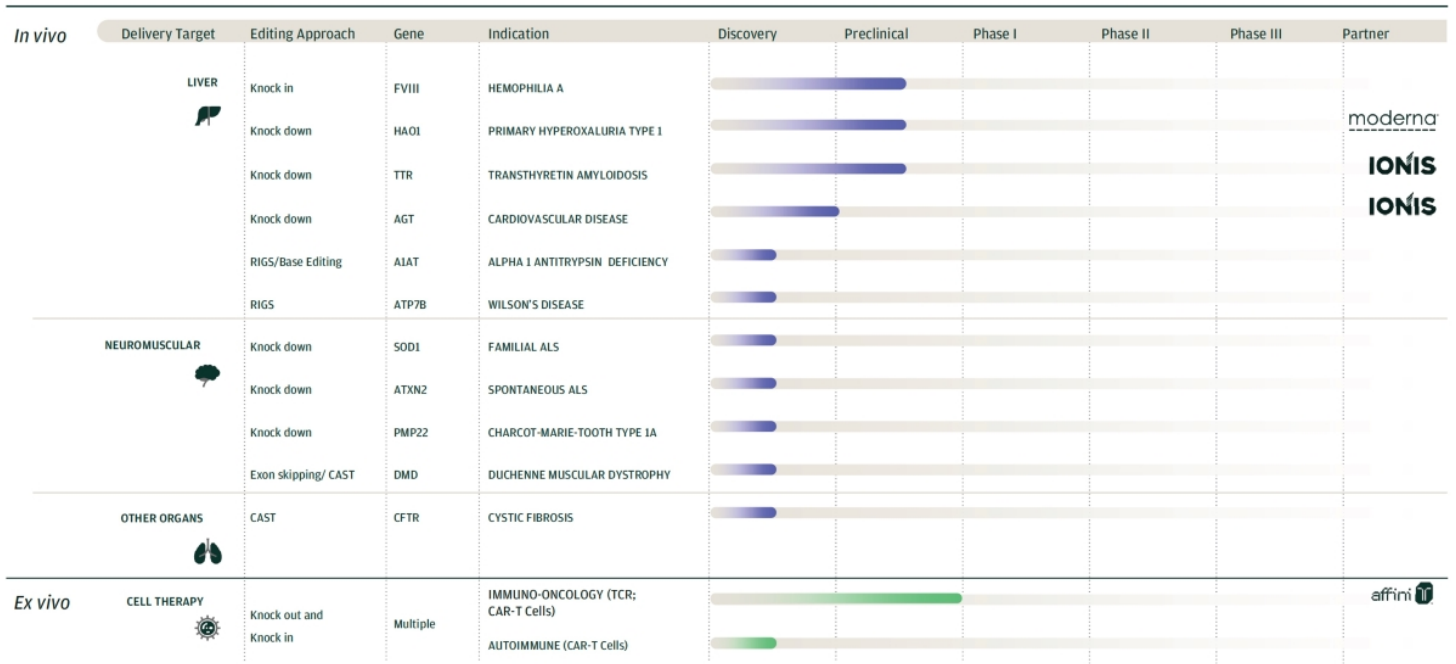 In vivo Delivery Target Editing Approach Gene Indication Discovery Preclinical Phase I Phase II Phase III Partner
LIVER
Knock in FVIII HEMOPHILIA A
Knock down HAO1 PRIMARY HYPEROXALURIA TYPE 1 moderna
Knock down TTR TRANSTHYRETIN AMYLOIDOSIS IONIS
Knock down AGT CARDIOVASCULAR DISEASE IONIS
RIGS/Base Editing A1AT ALPHA 1 ANTITRYPSIN DEFICIENCY
RIGS ATP7B WILSON'S DISEASE
NEUROMUSCULAR Knock down SOD1 FAMILIAL ALS
Knock down ATXN2 SPONTANEOUS ALS
Knock down PMP22 CHARCOT-MARIE-TOOTH TYPE 1A
Exon skipping/ CAST DMD DUCHENNE MUSCULAR DYSTROPHY
OTHER ORGANS CAST CFTR CYSTIC FIBROSIS
Ex vivo CELL THERAPY
Knock out and
Knock in
Multiple
IMMUNO-ONCOLOGY (TCR;
CAR-T Cells)
affini T
AUTOIMMUNE (CAR-T Cells)